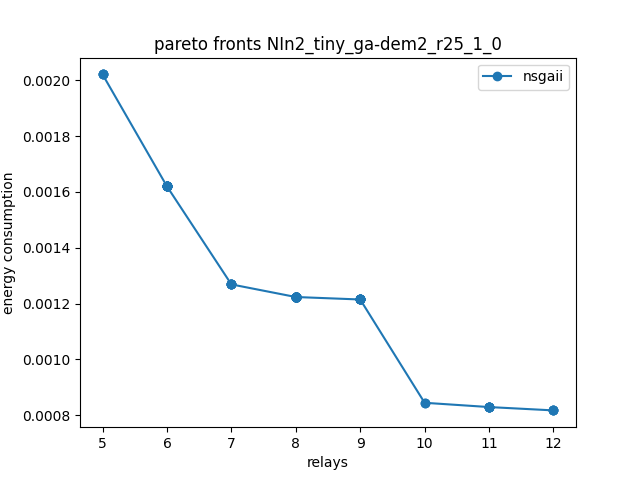 pareto fronts NIn2_tiny_ga-dem2_r25_1_0
nsgaii
energy consumption
0.0020
0.0018
0.0016
0.0014
0.0012
0.0010
0.0008
5 6 7 8 9 10 11 12
relays